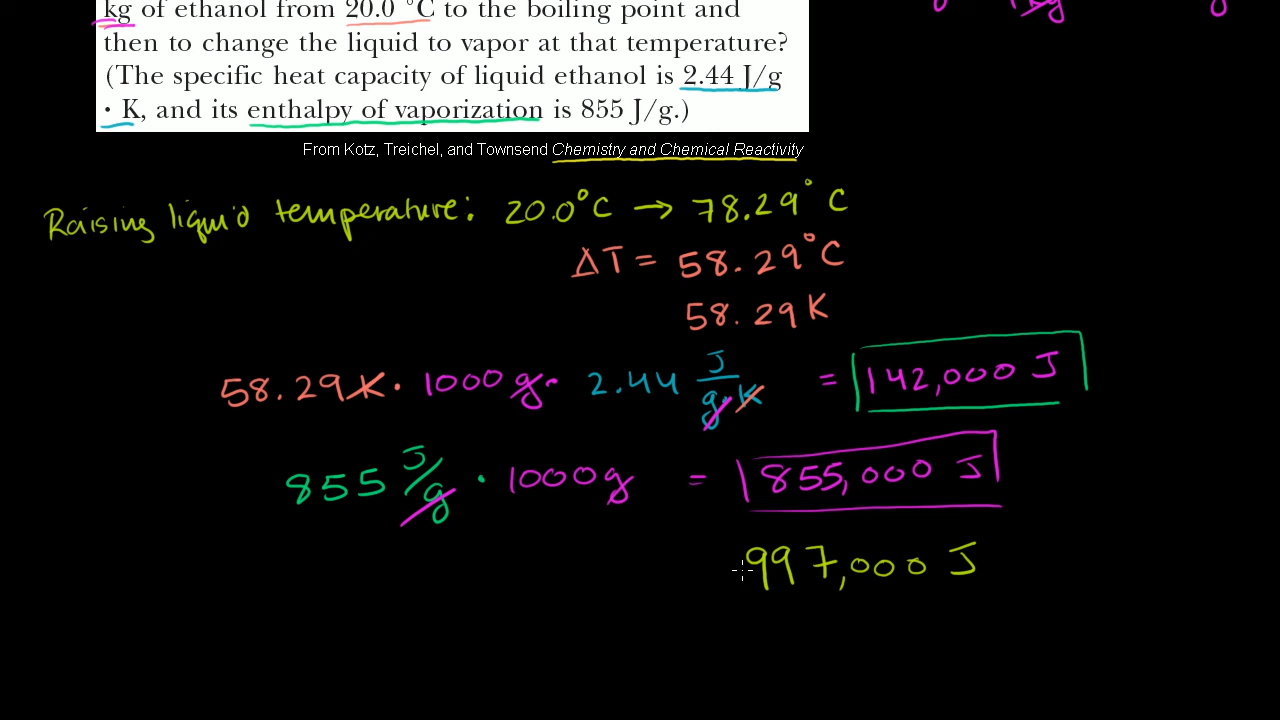 kg of ethanol from 20.0 °C to the boiling point and
then to change the liquid to vapor at that temperature?
(The specific heat capacity of liquid ethanol is 2.44 J/g
· K, and its enthalpy of vaporization is 855 J/g.)
From Kotz, Treichel, and Townsend Chemistry and Chemical Reactivity
Raising liquid temperature: 20.0°C → 78.29°C
ΔT = 58.29°C
58.29K
58.29K · 1000g · 2.44 J/g·K = 142,000 J
855 J/g · 1000g = 855,000 J
997,000 J